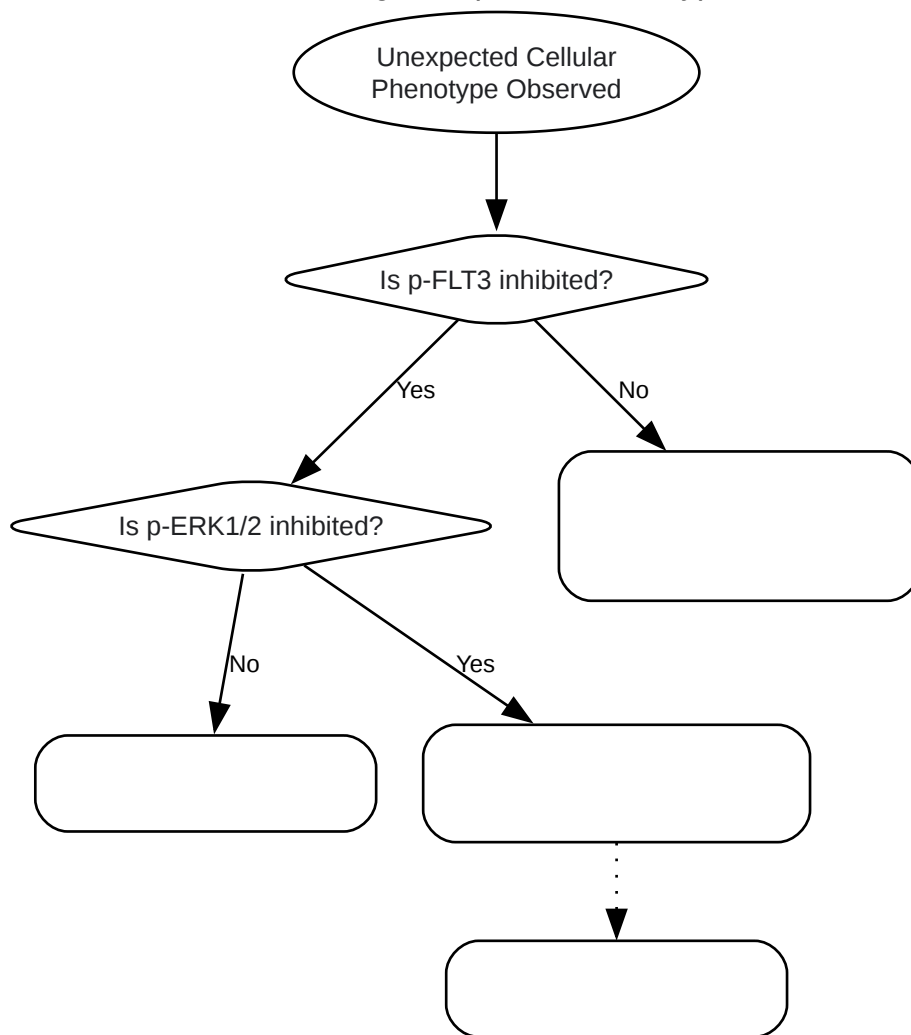 Unexpected Cellular
Phenotype Observed
Is p-FLT3 inhibited?
Yes
No
Is p-ERK1/2 inhibited?
No
Yes